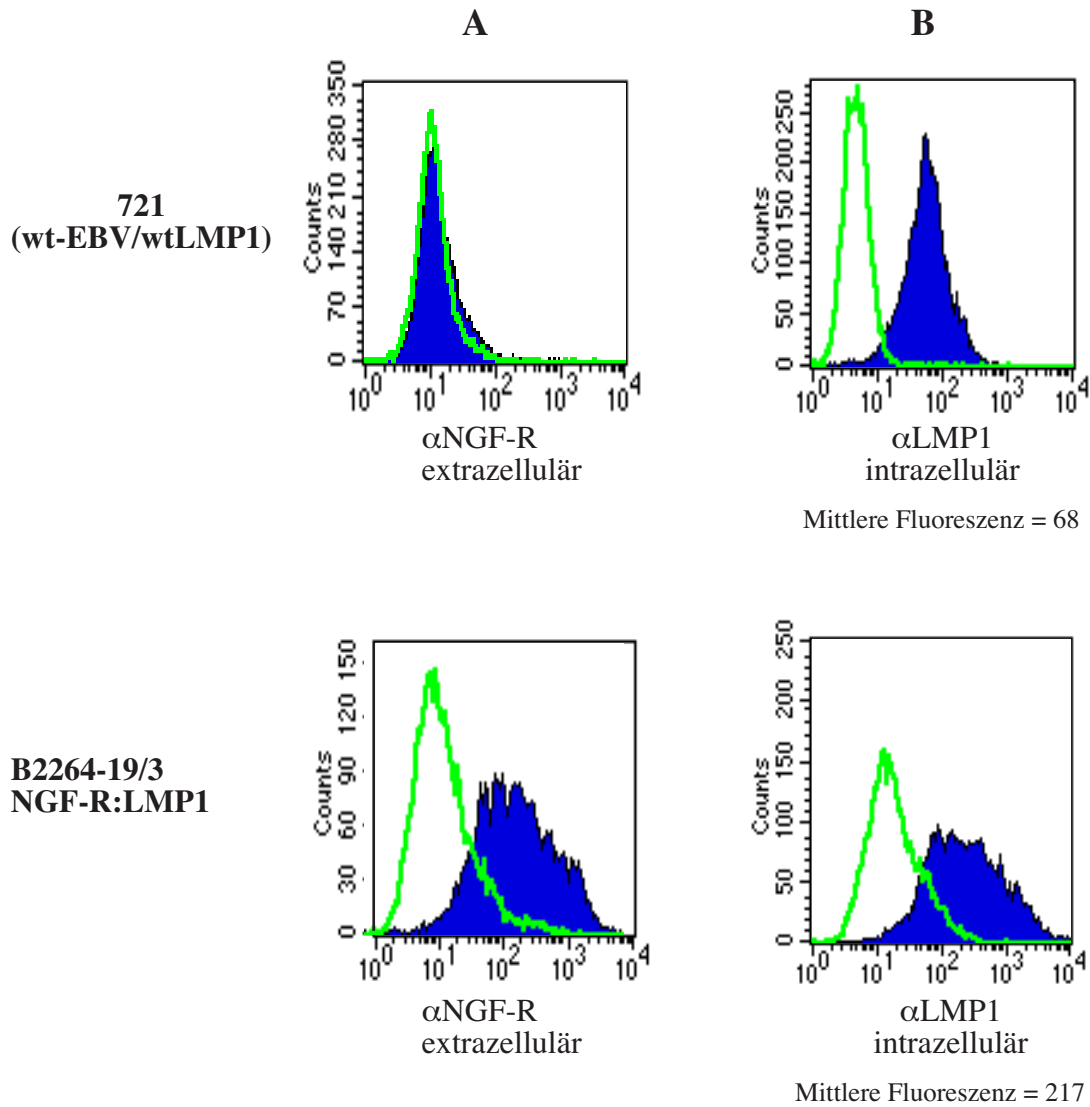 A
B
721
(wt-EBV/wtLMP1)
Counts
0 70 140 210 280 350
10^0 10^1 10^2 10^3 10^4
αNGF-R
extrazellulär
Counts
0 50 100 150 200 250
10^0 10^1 10^2 10^3 10^4
αLMP1
intrazellulär
Mittlere Fluoreszenz = 68
B2264-19/3
NGF-R:LMP1
Counts
0 30 60 90 120 150
10^0 10^1 10^2 10^3 10^4
αNGF-R
extrazellulär
Counts
0 50 100 150 200 250
10^0 10^1 10^2 10^3 10^4
αLMP1
intrazellulär
Mittlere Fluoreszenz = 217